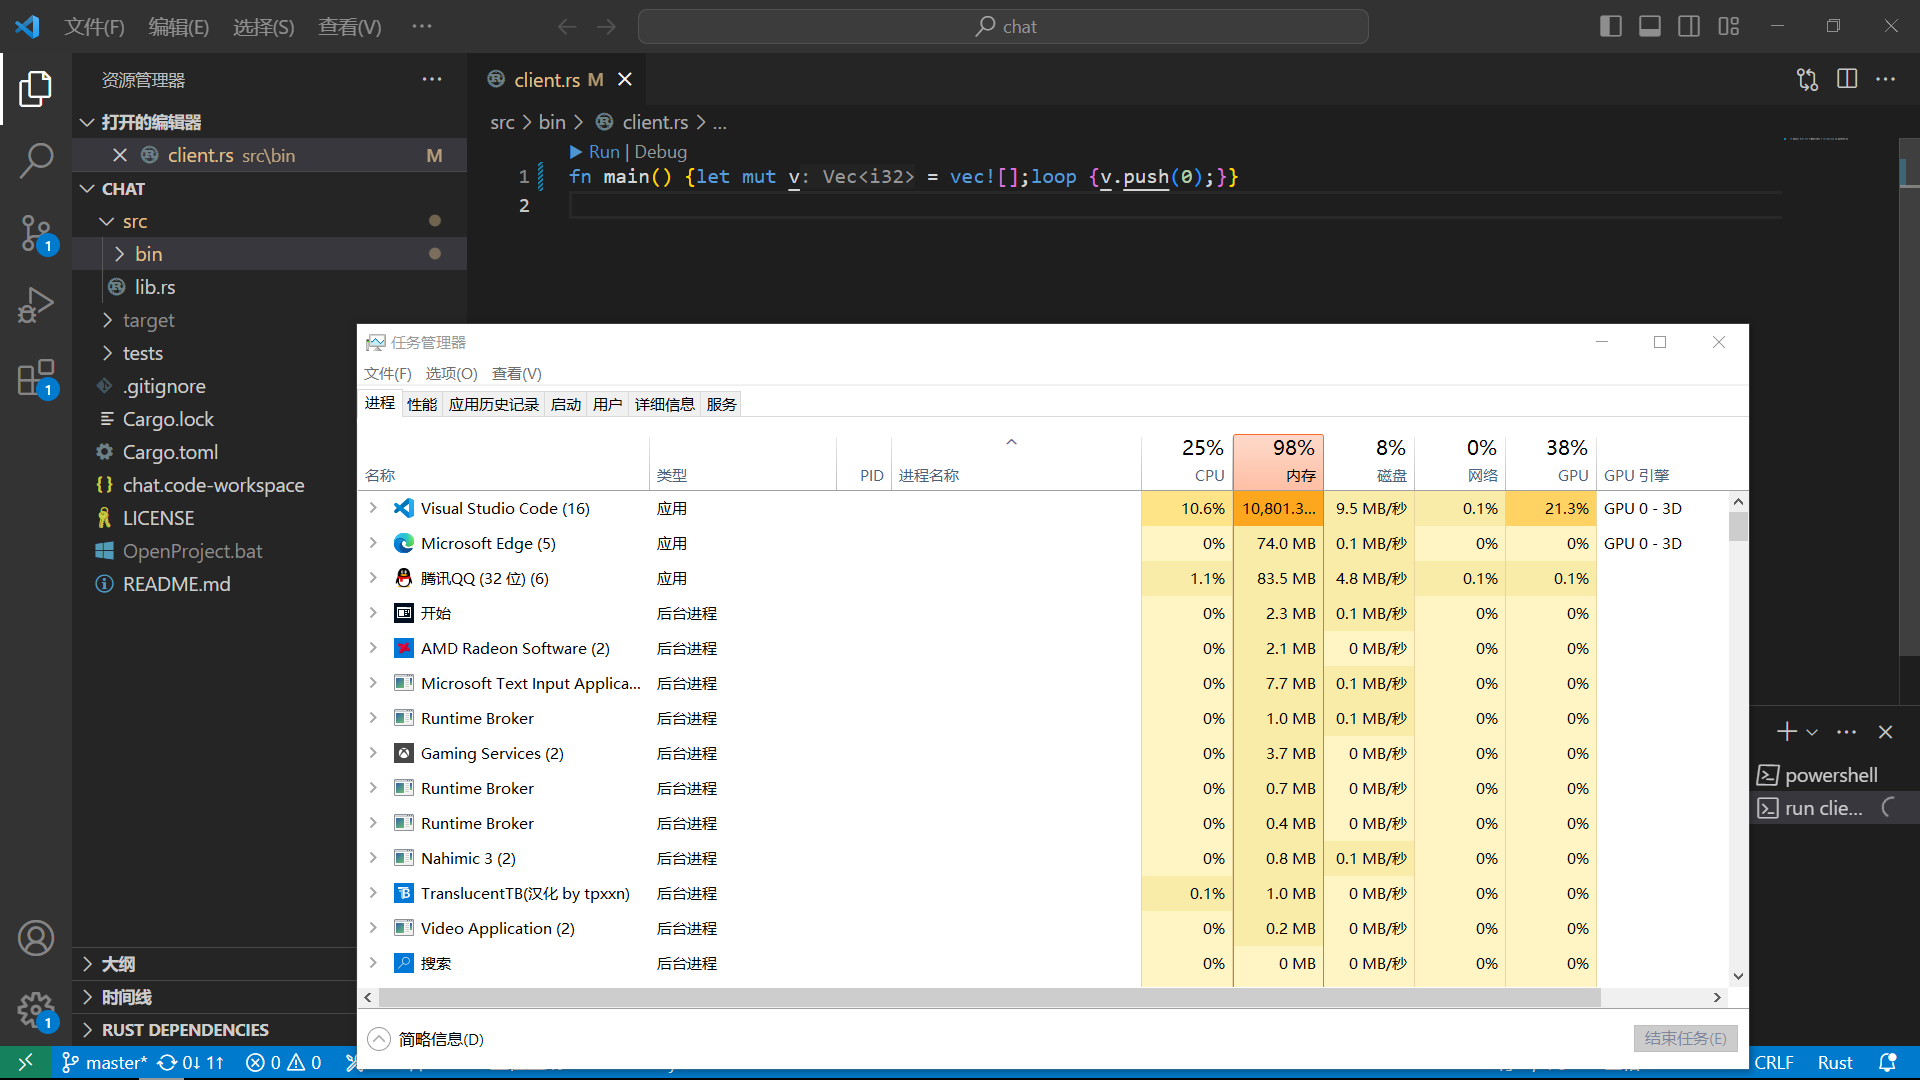 文件(F) 编辑(E) 选择(S) 查看(V) ··· chat
资源管理器 ···
打开的编辑器
client.rs src\bin M
CHAT
src
bin
lib.rs
target
tests
.gitignore
Cargo.lock
Cargo.toml
chat.code-workspace
LICENSE
OpenProject.bat
README.md
大纲
时间线
RUST DEPENDENCIES
1
1
1
client.rs M
src > bin > client.rs > ...
Run | Debug
1 fn main() {let mut v: Vec<i32> = vec![];loop {v.push(0);}}
2
powershell
run clie...
任务管理器
文件(F) 选项(O) 查看(V)
进程 性能 应用历史记录 启动 用户 详细信息 服务
25% 98% 8% 0% 38%
名称 类型 PID 进程名称 CPU 内存 磁盘 网络 GPU GPU 引擎
Visual Studio Code (16) 应用 10.6% 10,801.3... 9.5 MB/秒 0.1% 21.3% GPU 0 - 3D
Microsoft Edge (5) 应用 0% 74.0 MB 0.1 MB/秒 0% 0% GPU 0 - 3D
腾讯QQ (32 位) (6) 应用 1.1% 83.5 MB 4.8 MB/秒 0.1% 0.1%
开始 后台进程 0% 2.3 MB 0.1 MB/秒 0% 0%
AMD Radeon Software (2) 后台进程 0% 2.1 MB 0 MB/秒 0% 0%
Microsoft Text Input Applica... 后台进程 0% 7.7 MB 0.1 MB/秒 0% 0%
Runtime Broker 后台进程 0% 1.0 MB 0.1 MB/秒 0% 0%
Gaming Services (2) 后台进程 0% 3.7 MB 0 MB/秒 0% 0%
Runtime Broker 后台进程 0% 0.7 MB 0 MB/秒 0% 0%
Runtime Broker 后台进程 0% 0.4 MB 0 MB/秒 0% 0%
Nahimic 3 (2) 后台进程 0% 0.8 MB 0.1 MB/秒 0% 0%
TranslucentTB(汉化 by tpxxn) 后台进程 0.1% 1.0 MB 0 MB/秒 0% 0%
Video Application (2) 后台进程 0% 0.2 MB 0 MB/秒 0% 0%
搜索 后台进程 0% 0 MB 0 MB/秒 0% 0%
简略信息(D) 结束任务(E)
master* 0↓ 1↑ 0 0 CRLF Rust